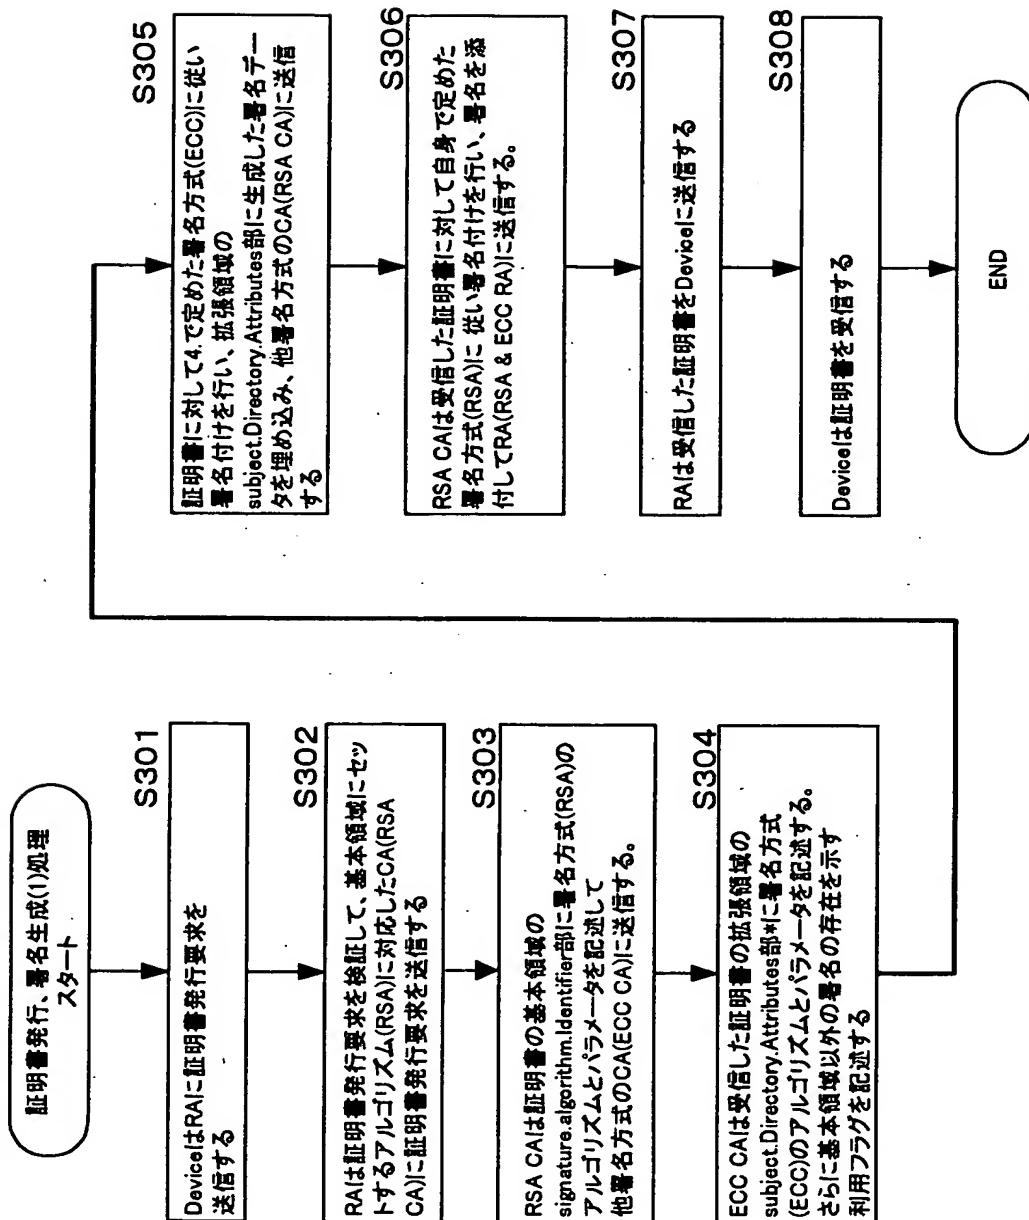 証明書発行、署名生成(1)処理
スタート
S301
DeviceはRAに証明書発行要求を
送信する
S302
RAは証明書発行要求を検証して、基本領域にセッ
トするアルゴリズム(RSA)に対応したCA(RSA
CA)に証明書発行要求を送信する
S303
RSA CAは証明書の基本領域の
signature.algorithm.Identifier部に署名方式(RSA)の
アルゴリズムとパラメータを記述して
他署名方式のCA(ECC CA)に送信する。
S304
ECC CAは受信した証明書の拡張領域の
subject.Directory.Attributes部*に署名方式
(ECC)のアルゴリズムとパラメータを記述する。
さらに基本領域以外の署名の存在を示す
利用フラグを記述する
S305
証明書に対して4.で定めた署名方式(ECC)に従い
署名付けを行い、拡張領域の
subject.Directory.Attributes部に生成した署名デー
タを埋め込み、他署名方式のCA(RSA CA)に送信
する
S306
RSA CAは受信した証明書に対して自身で定めた
署名方式(RSA)に 従い署名付けを行い、署名を添
付してRA(RSA & ECC RA)に送信する。
S307
RAは受信した証明書をDeviceに送信する
S308
Deviceは証明書を受信する
END